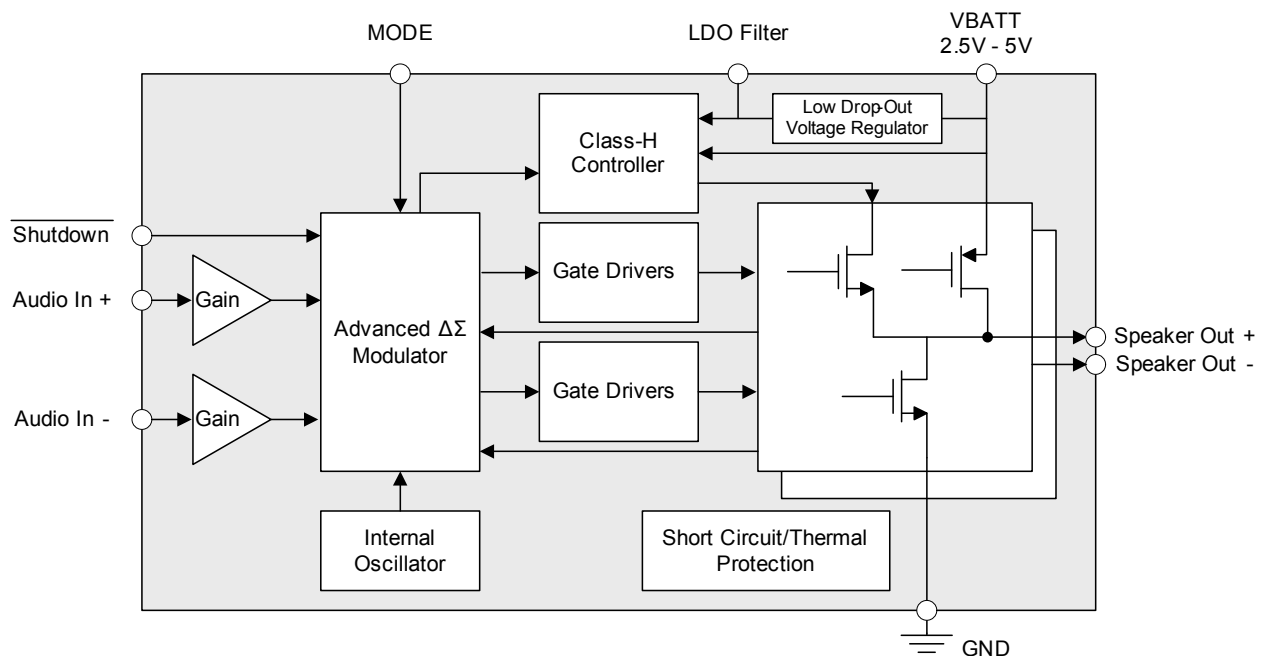 MODE
LDO Filter
VBATT
2.5V - 5V
Low Drop-Out
Voltage Regulator
Class-H
Controller
Shutdown
Audio In +
Gain
Gate Drivers
Advanced ΔΣ
Modulator
Speaker Out +
Speaker Out -
Gate Drivers
Audio In -
Gain
Internal
Oscillator
Short Circuit/Thermal
Protection
GND